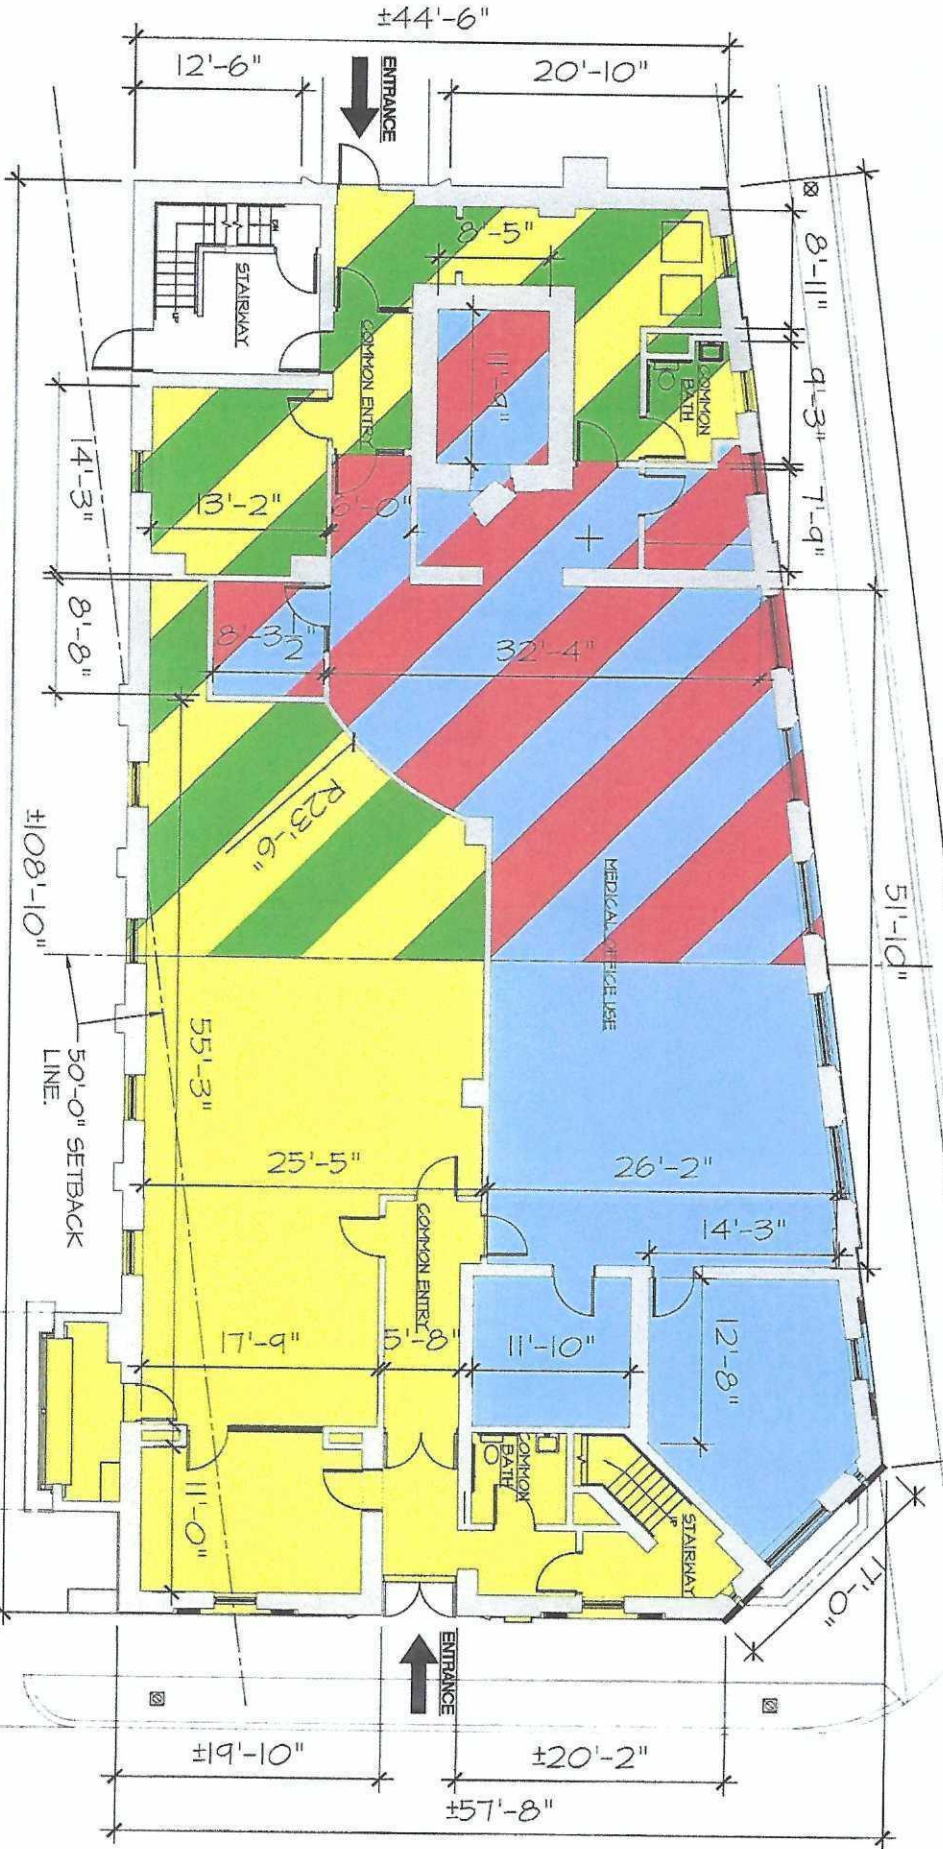 ±44'-6"
12'-6"
20'-10"
ENTRANCE
8'-5"
8'-11"
STAIRWAY
COMMON ENTRY
11'-9"
COMMON
BATH
9'-3"
14'-3"
13'-2"
6'-0"
7'-9"
8'-8"
8'-3 1/2"
32'-4"
R23'-6"
±108'-10"
MEDICAL OFFICE USE
51'-10"
50'-0" SETBACK
LINE.
55'-3"
25'-5"
26'-2"
COMMON ENTRY
14'-3"
17'-9"
5'-8"
11'-10"
12'-8"
11'-0"
COMMON
BATH
UP
STAIRWAY
17'-0"
ENTRANCE
±19'-10"
±20'-2"
±57'-8"